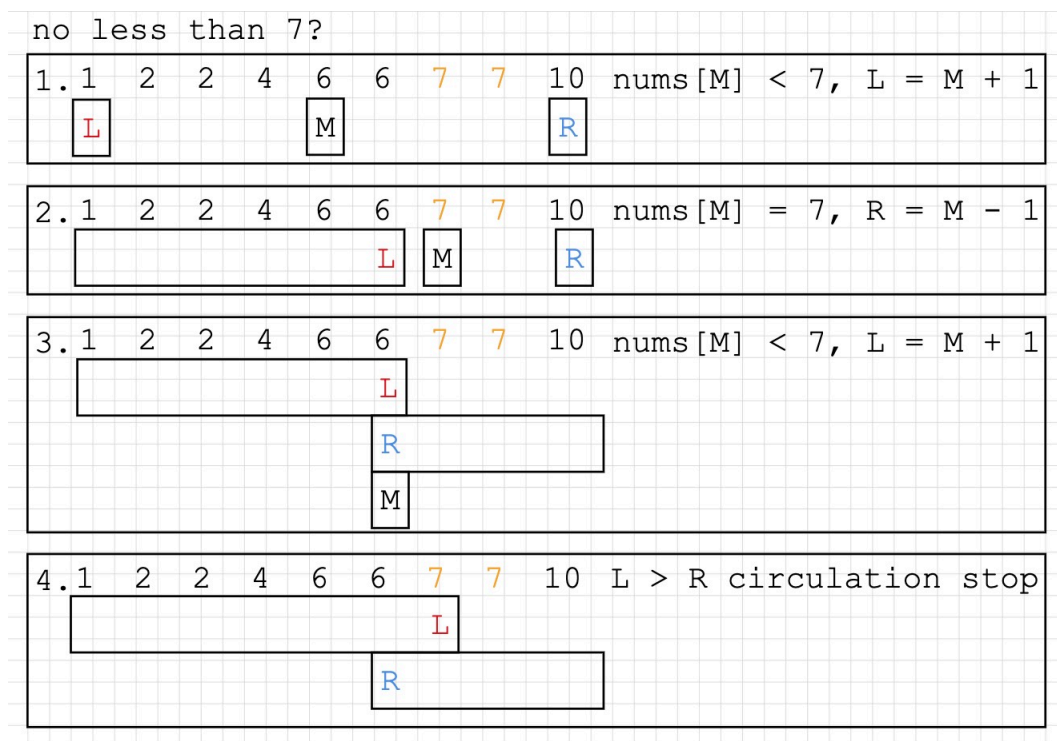 no less than 7?
1. 1 2 2 4 6 6 7 7 10 nums[M] < 7, L = M + 1
L M R
2. 1 2 2 4 6 6 7 7 10 nums[M] = 7, R = M - 1
L M R
3. 1 2 2 4 6 6 7 7 10 nums[M] < 7, L = M + 1
L
R
M
4. 1 2 2 4 6 6 7 7 10 L > R circulation stop
L
R